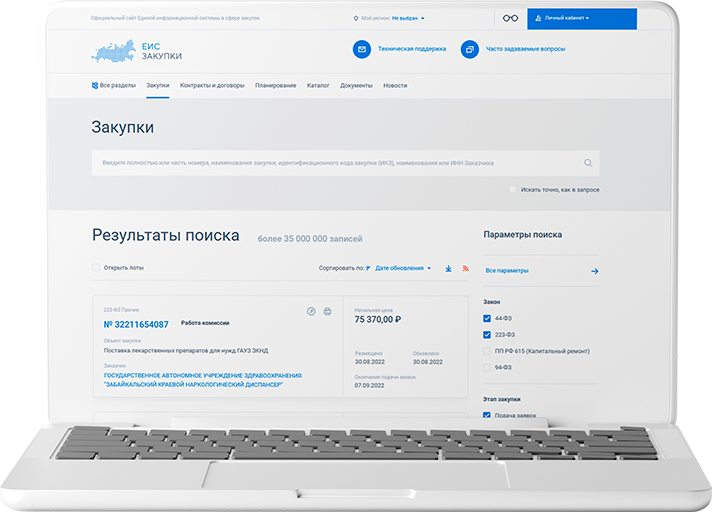 Официальный сайт Единой информационной системы в сфере закупок
Мой регион: Не выбран
Личный кабинет
ЕИС
ЗАКУПКИ
Техническая поддержка
Часто задаваемые вопросы
Все разделы Закупки Контракты и договоры Планирование Каталог Документы Новости
Закупки
Введите полностью или часть номера, наименования закупки, идентификационного кода закупки (ИКЗ), наименования или ИНН Заказчика
Искать точно, как в запросе
Результаты поиска более 35 000 000 записей
Параметры поиска
Открыть лоты Сортировать по: Дате обновления
Все параметры
223-ФЗ Прочие
№ 32211654087 Работа комиссии
Объект закупки
Поставка лекарственных препаратов для нужд ГАУЗ ЗКНД
Заказчик
ГОСУДАРСТВЕННОЕ АВТОНОМНОЕ УЧРЕЖДЕНИЕ ЗДРАВООХРАНЕНИЯ
"ЗАБАЙКАЛЬСКИЙ КРАЕВОЙ НАРКОЛОГИЧЕСКИЙ ДИСПАНСЕР"
Начальная цена
75 370,00 ₽
Размещено Обновлено
30.08.2022 30.08.2022
Окончание подачи заявок
07.09.2022
Закон
44-ФЗ
223-ФЗ
ПП РФ 615 (Капитальный ремонт)
94-ФЗ
Этап закупки
Подача заявок